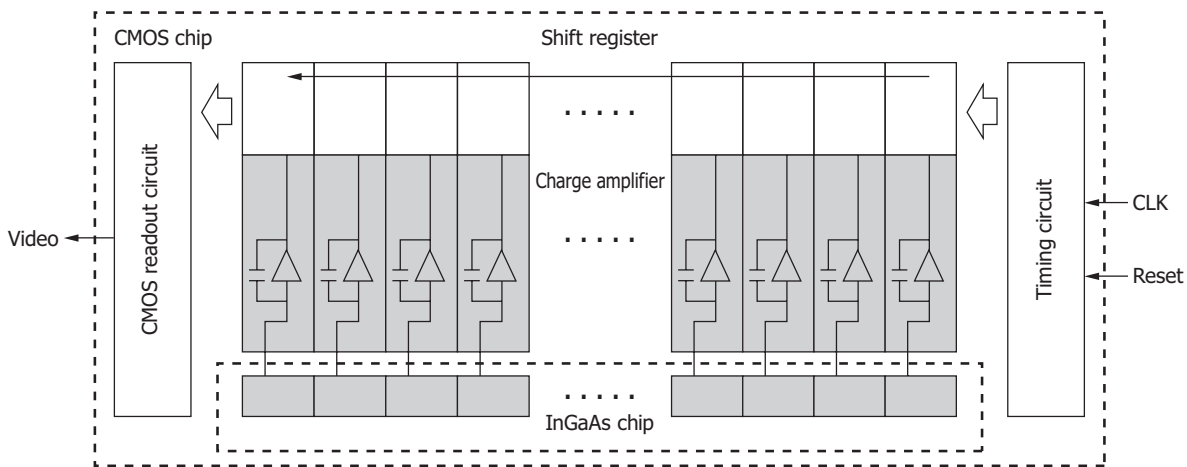 CMOS chip
Shift register
CMOS readout circuit
Charge amplifier
Timing circuit
CLK
Video
Reset
InGaAs chip